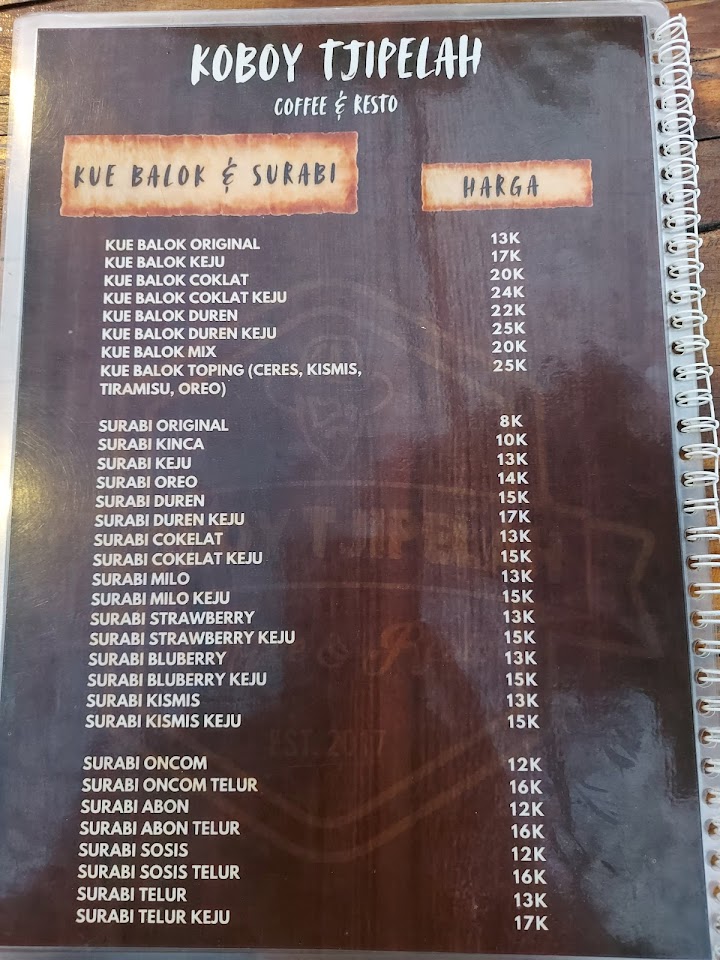 KOBOY TJIPELAH
COFFEE & RESTO
KUE BALOK & SURABI HARGA
KUE BALOK ORIGINAL 13K
KUE BALOK KEJU 17K
KUE BALOK COKLAT 20K
KUE BALOK COKLAT KEJU 24K
KUE BALOK DUREN 22K
KUE BALOK DUREN KEJU 25K
KUE BALOK MIX 20K
KUE BALOK TOPING (CERES, KISMIS, 25K
TIRAMISU, OREO)
SURABI ORIGINAL 8K
SURABI KINCA 10K
SURABI KEJU 13K
SURABI OREO 14K
SURABI DUREN 15K
SURABI DUREN KEJU 17K
SURABI COKELAT 13K
SURABI COKELAT KEJU 15K
SURABI MILO 13K
SURABI MILO KEJU 15K
SURABI STRAWBERRY 13K
SURABI STRAWBERRY KEJU 15K
SURABI BLUBERRY 13K
SURABI BLUBERRY KEJU 15K
SURABI KISMIS 13K
SURABI KISMIS KEJU 15K
SURABI ONCOM 12K
SURABI ONCOM TELUR 16K
SURABI ABON 12K
SURABI ABON TELUR 16K
SURABI SOSIS 12K
SURABI SOSIS TELUR 16K
SURABI TELUR 13K
SURABI TELUR KEJU 17K